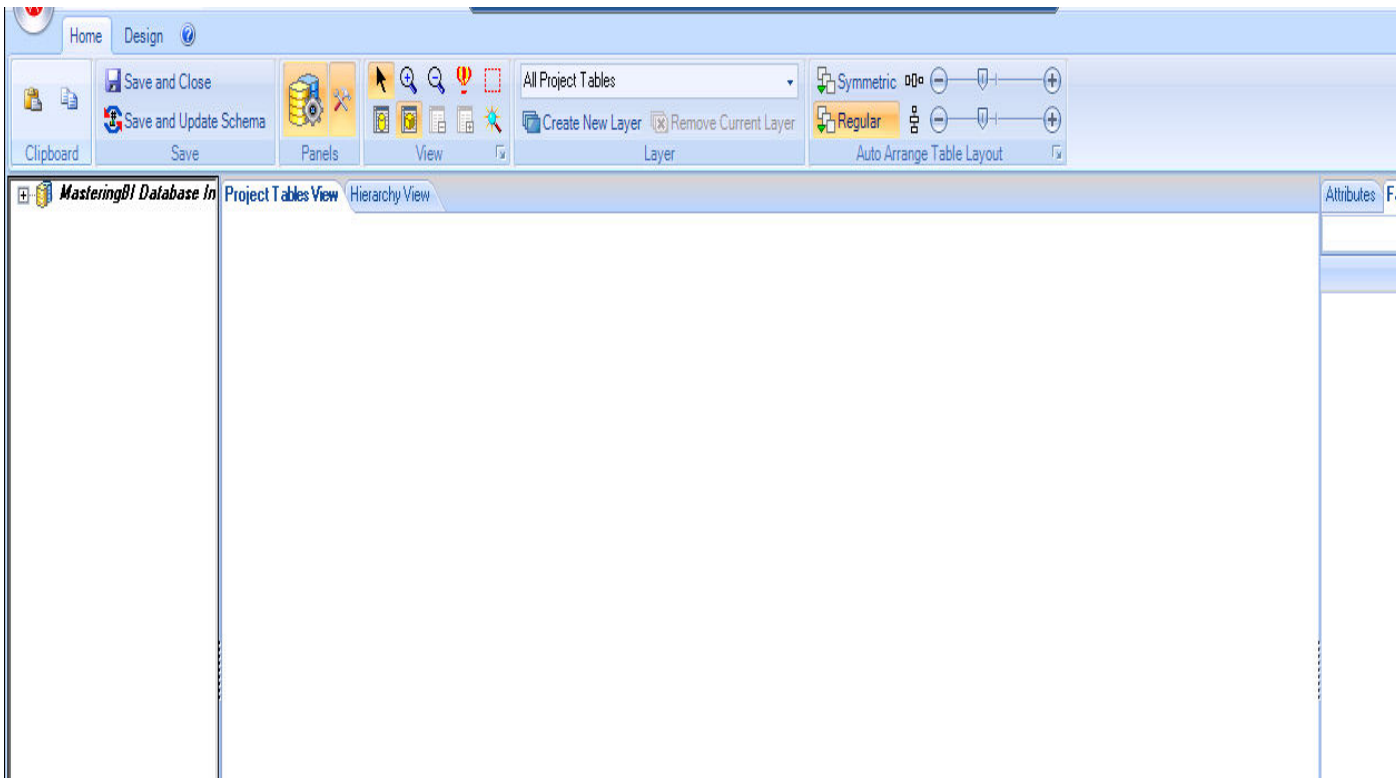 Home Design
Save and Close
Save and Update Schema
Clipboard Save Panels View
All Project Tables
Create New Layer Remove Current Layer
Layer
Symmetric
Regular
Auto Arrange Table Layout
MasteringBI Database In
Project Tables View Hierarchy View
Attributes